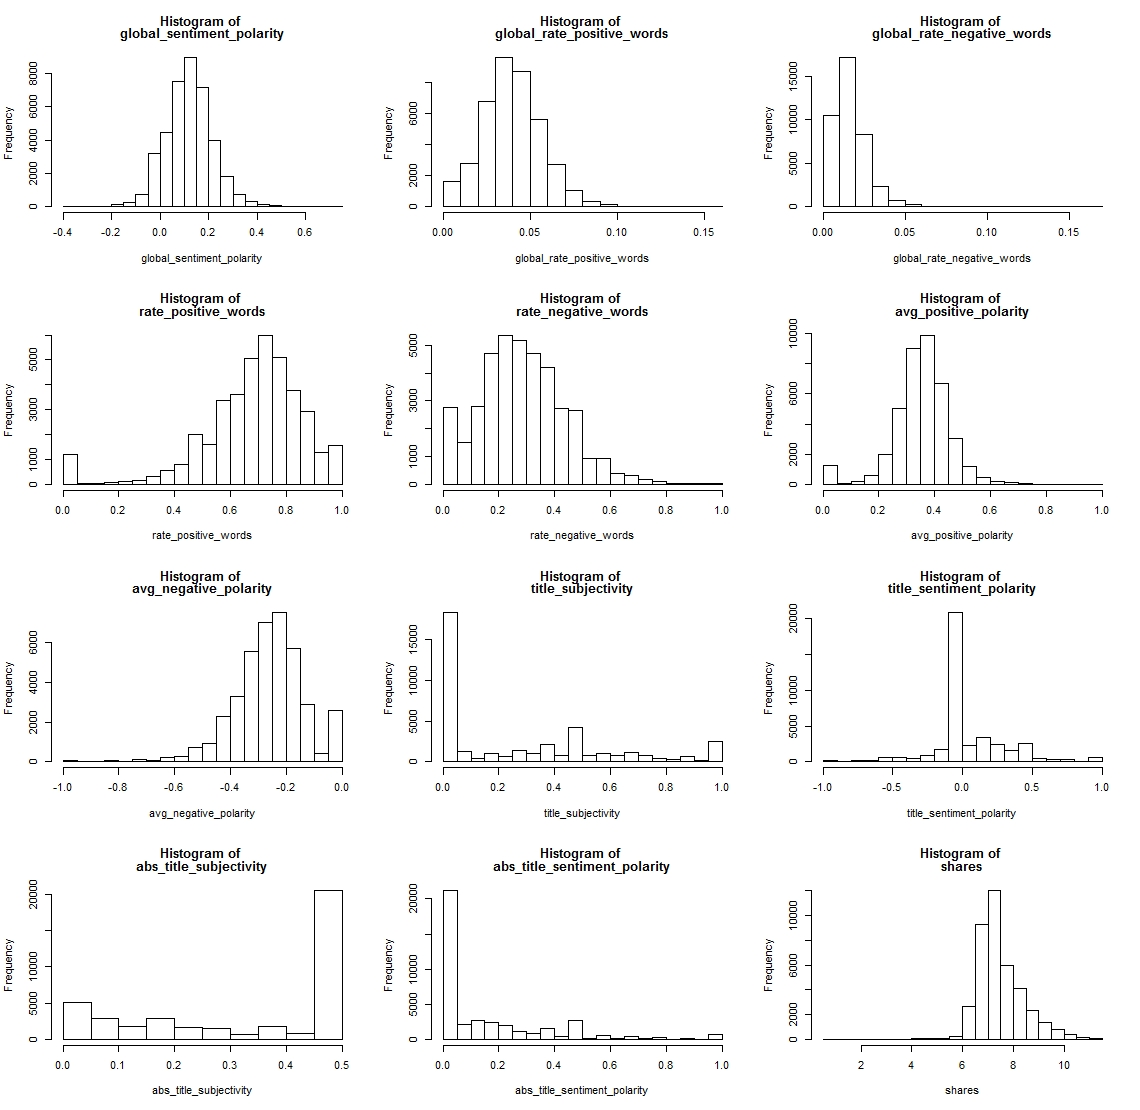 Histogram of
global_sentiment_polarity
Frequency
0 2000 4000 6000 8000
-0.4 -0.2 0.0 0.2 0.4 0.6
global_sentiment_polarity
Histogram of
global_rate_positive_words
Frequency
0 2000 6000
0.00 0.05 0.10 0.15
global_rate_positive_words
Histogram of
global_rate_negative_words
Frequency
0 5000 10000 15000
0.00 0.05 0.10 0.15
global_rate_negative_words
Histogram of
rate_positive_words
Frequency
0 1000 3000 5000
0.0 0.2 0.4 0.6 0.8 1.0
rate_positive_words
Histogram of
rate_negative_words
Frequency
0 1000 3000 5000
0.0 0.2 0.4 0.6 0.8 1.0
rate_negative_words
Histogram of
avg_positive_polarity
Frequency
0 2000 6000 10000
0.0 0.2 0.4 0.6 0.8 1.0
avg_positive_polarity
Histogram of
avg_negative_polarity
Frequency
0 2000 4000 6000
-1.0 -0.8 -0.6 -0.4 -0.2 0.0
avg_negative_polarity
Histogram of
title_subjectivity
Frequency
0 5000 10000 15000
0.0 0.2 0.4 0.6 0.8 1.0
title_subjectivity
Histogram of
title_sentiment_polarity
Frequency
0 5000 10000 20000
-1.0 -0.5 0.0 0.5 1.0
title_sentiment_polarity
Histogram of
abs_title_subjectivity
Frequency
0 5000 10000 20000
0.0 0.1 0.2 0.3 0.4 0.5
abs_title_subjectivity
Histogram of
abs_title_sentiment_polarity
Frequency
0 5000 10000 20000
0.0 0.2 0.4 0.6 0.8 1.0
abs_title_sentiment_polarity
Histogram of
shares
Frequency
0 2000 6000 10000
2 4 6 8 10
shares